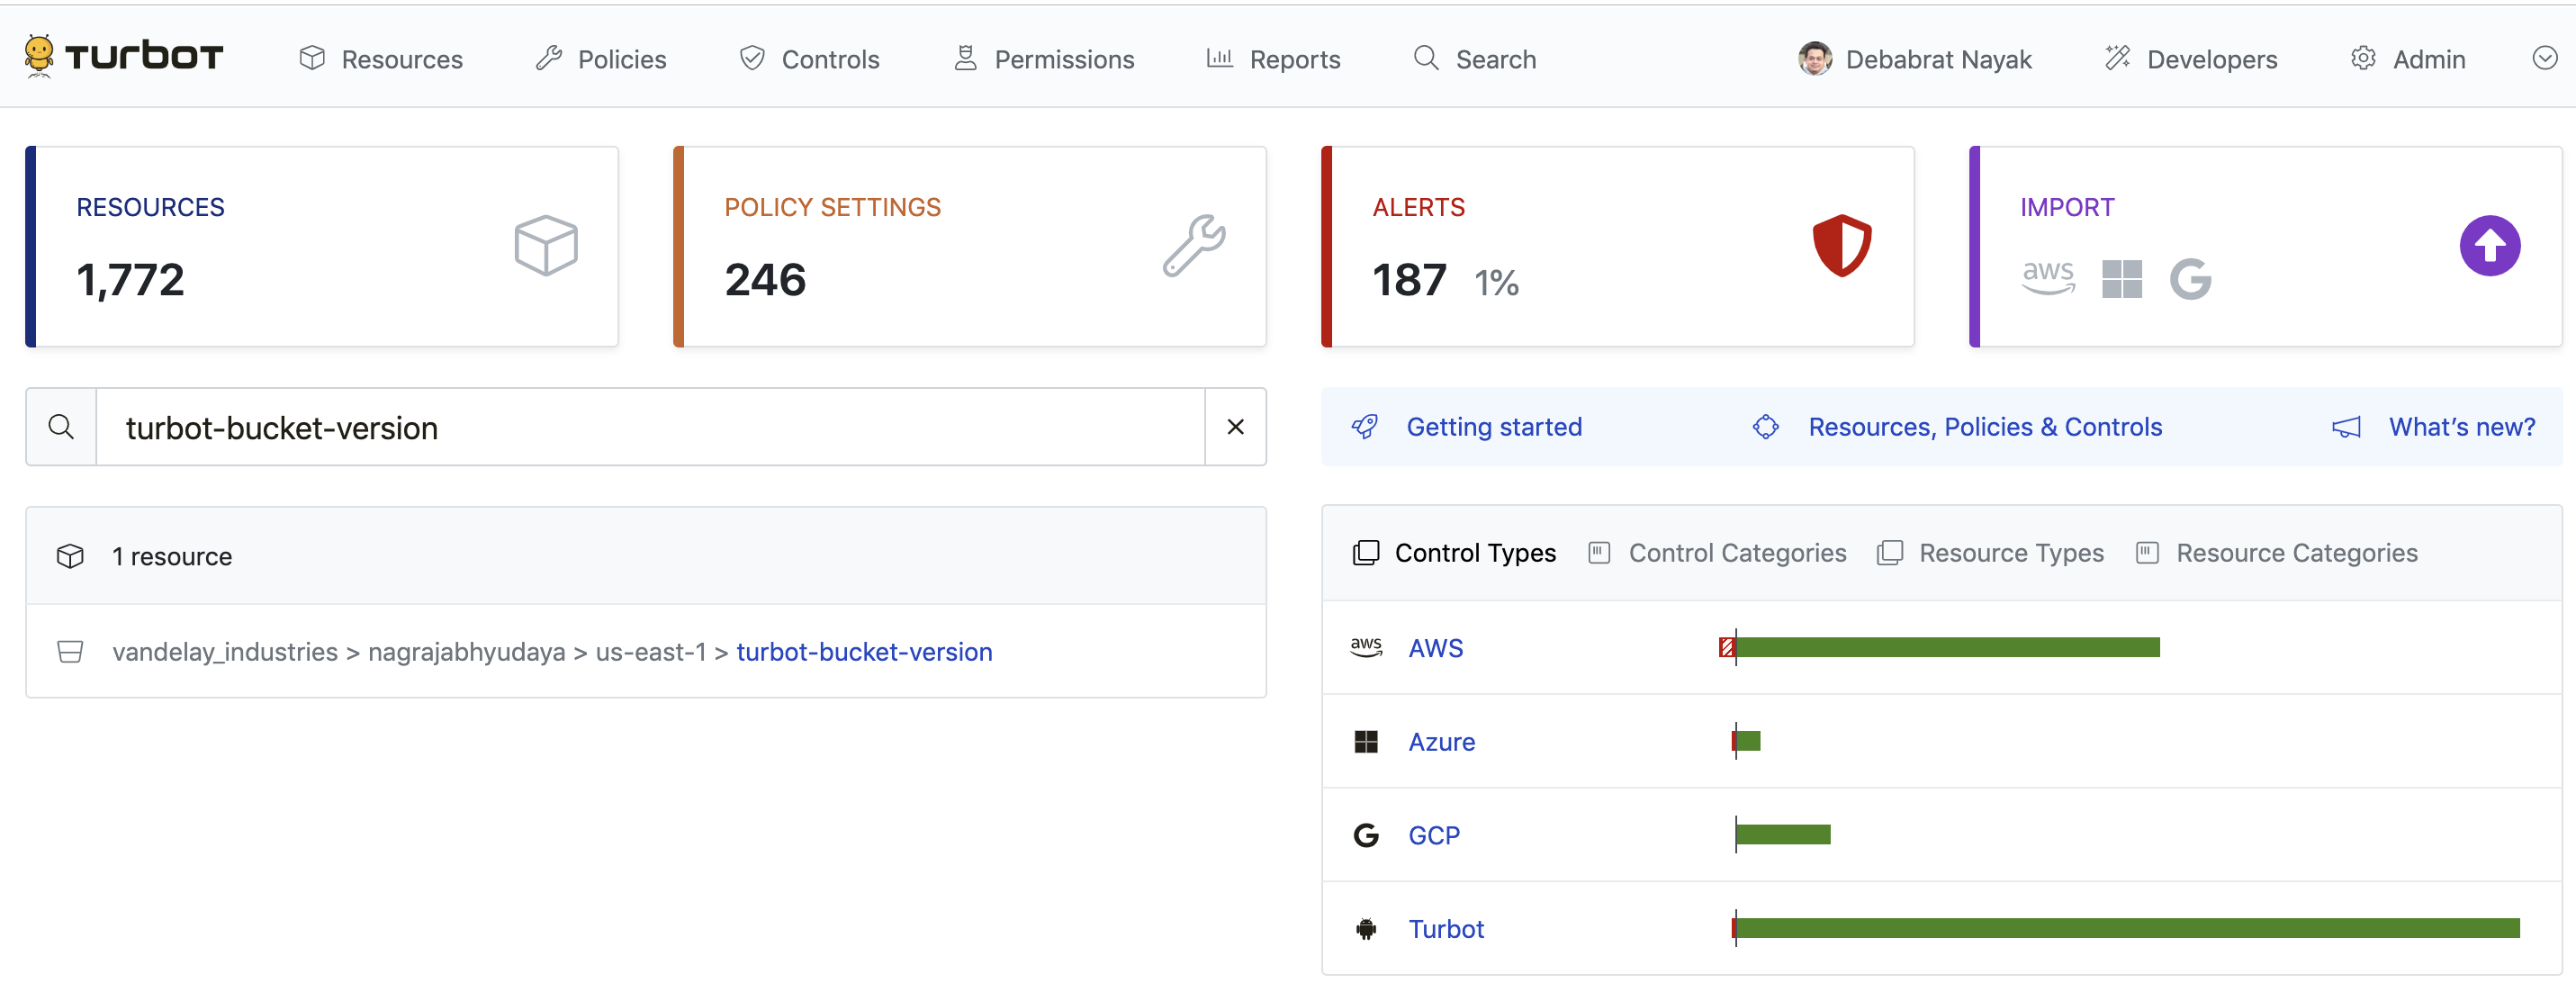 TURBOT
Resources
Policies
Controls
Permissions
Reports
Search
Debabrat Nayak
Developers
Admin
RESOURCES
1,772
POLICY SETTINGS
246
ALERTS
187 1%
IMPORT
aws
turbot-bucket-version
Getting started
Resources, Policies & Controls
What’s new?
1 resource
vandelay_industries > nagrajabhyudaya > us-east-1 > turbot-bucket-version
Control Types
Control Categories
Resource Types
Resource Categories
aws AWS
Azure
G GCP
Turbot